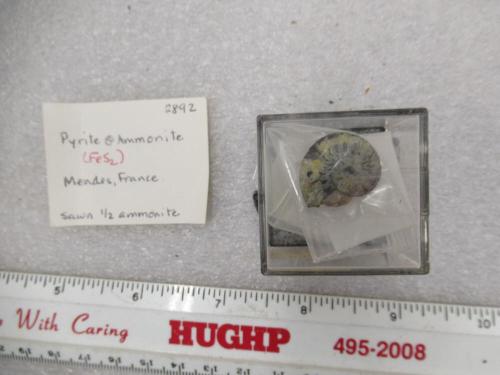 2892
Pyrite @ Ammonite
(FeS2)
Mendes, France.
Sawn 1/2 ammonite
5 6 7 8 9 10
With Caring HUGHP 495-2008